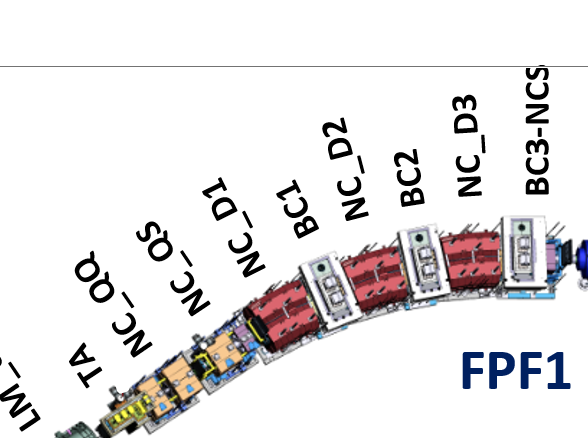 TA
NC_QQ
NC_QS
NC_D1
BC1
NC_D2
BC2
NC_D3
BC3-NCS
FPF1